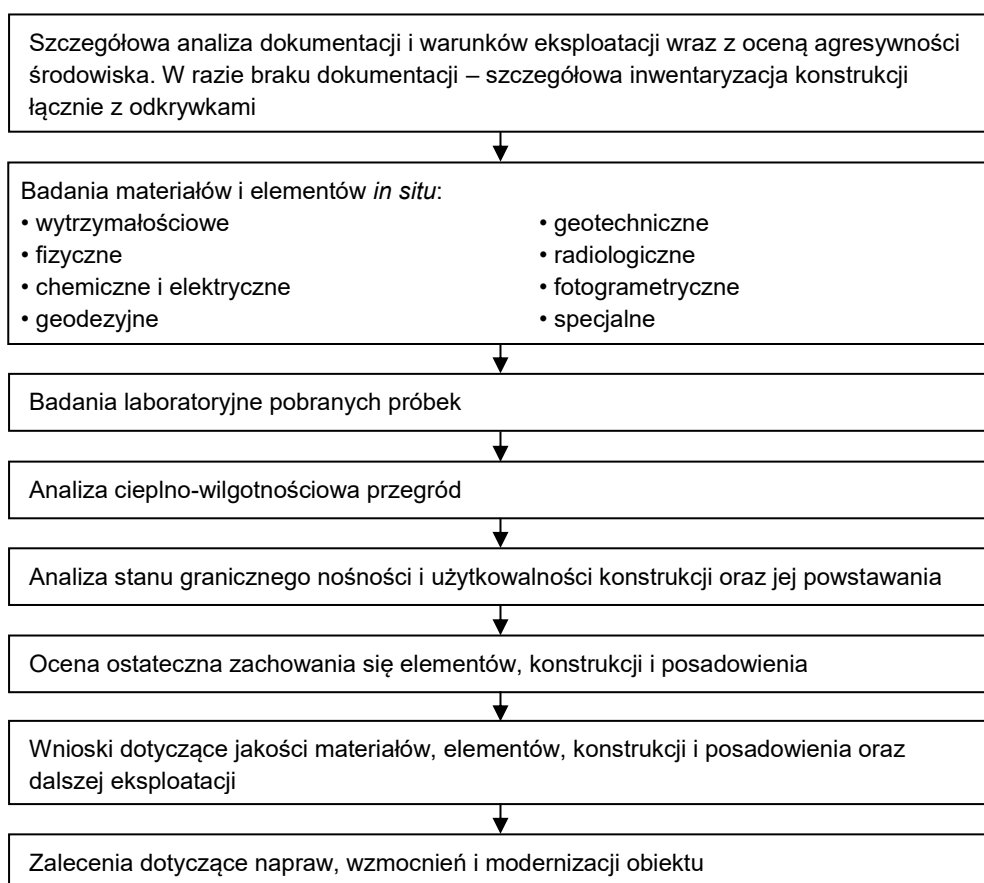 Szczegółowa analiza dokumentacji i warunków eksploatacji wraz z oceną agresywności
środowiska. W razie braku dokumentacji – szczegółowa inwentaryzacja konstrukcji
łącznie z odkrywkami
Badania materiałów i elementów in situ:
• wytrzymałościowe
• fizyczne
• chemiczne i elektryczne
• geodezyjne
• geotechniczne
• radiologiczne
• fotogrametryczne
• specjalne
Badania laboratoryjne pobranych próbek
Analiza cieplno-wilgotnościowa przegród
Analiza stanu granicznego nośności i użytkowalności konstrukcji oraz jej powstawania
Ocena ostateczna zachowania się elementów, konstrukcji i posadowienia
Wnioski dotyczące jakości materiałów, elementów, konstrukcji i posadowienia oraz
dalszej eksploatacji
Zalecenia dotyczące napraw, wzmocnień i modernizacji obiektu